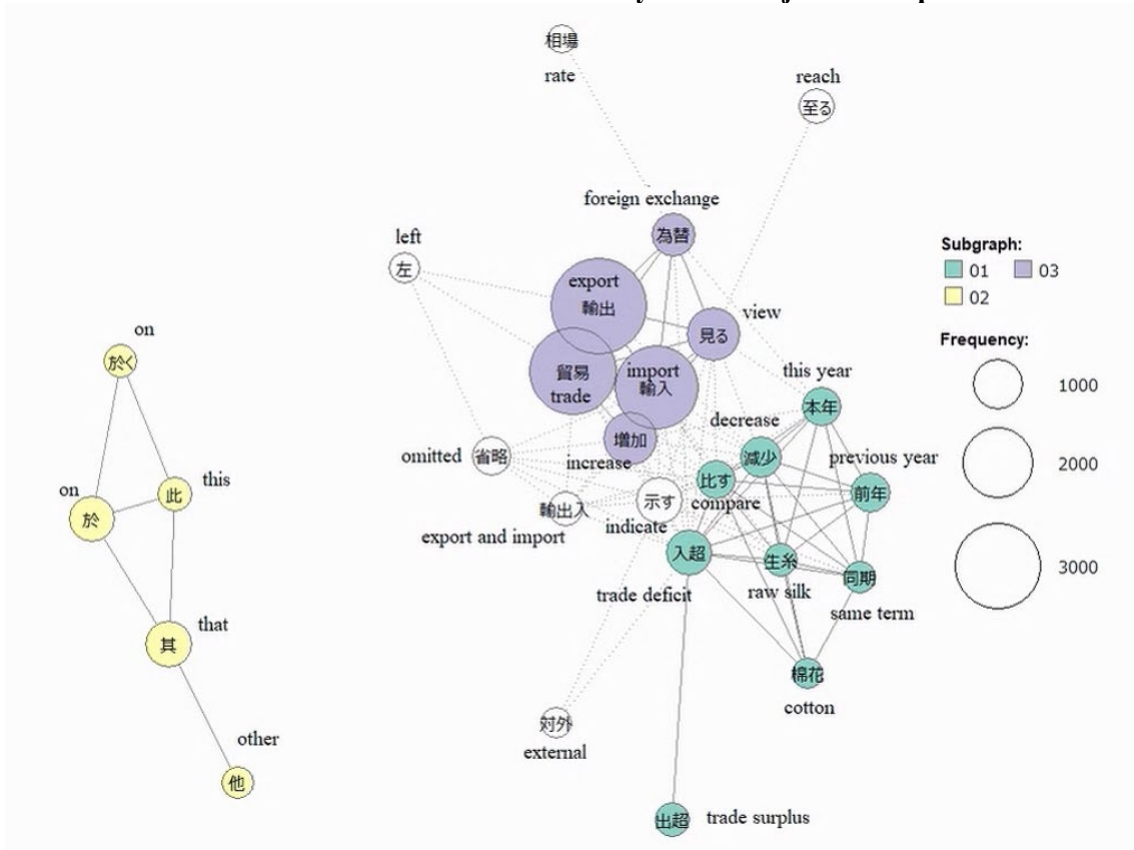 相場
rate
reach
至る
foreign exchange
為替
left
左
export
輸出
見る
view
貿易
trade
import
輸入
this year
本年
増加
increase
decrease
減少
omitted
省略
比す
compare
previous year
前年
輸出入
export and import
示す
indicate
入超
trade deficit
生糸
raw silk
同期
same term
棉花
cotton
対外
external
出超
trade surplus
on
於く
on
於
此
this
that
其
other
他
Subgraph:
01
03
02
Frequency:
1000
2000
3000